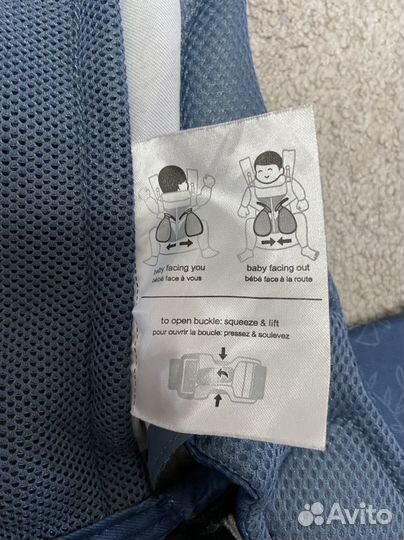 baby facing you
bébé face à vous
baby facing out
bébé face à la route
to open buckle: squeeze & lift
pour ouvrir la boucle: pressez & soulevez
Avito